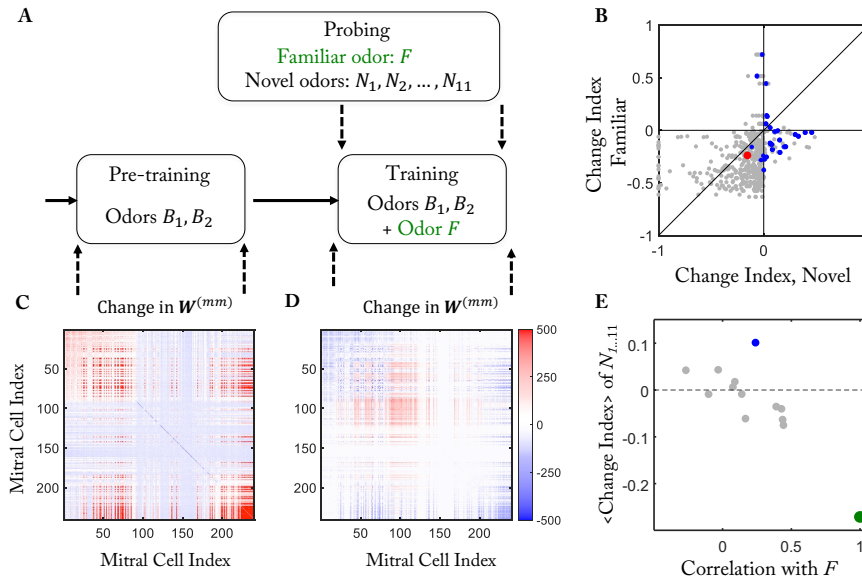 A
Probing
Familiar odor: F
Novel odors: N₁, N₂, ... , N₁₁
Pre-training
Odors B₁, B₂
Training
Odors B₁, B₂
+ Odor F
B
1
0.5
0
-0.5
-1
-1
0
1
Change Index
Familiar
Change Index, Novel
C
Change in W⁽ᵐᵐ⁾
50
100
150
200
50 100 150 200
Mitral Cell Index
Mitral Cell Index
D
Change in W⁽ᵐᵐ⁾
50
100
150
200
50 100 150 200
Mitral Cell Index
500
250
0
-250
-500
E
0.1
0
-0.1
-0.2
0 0.5 1
<Change Index> of N₁..₁₁
Correlation with F